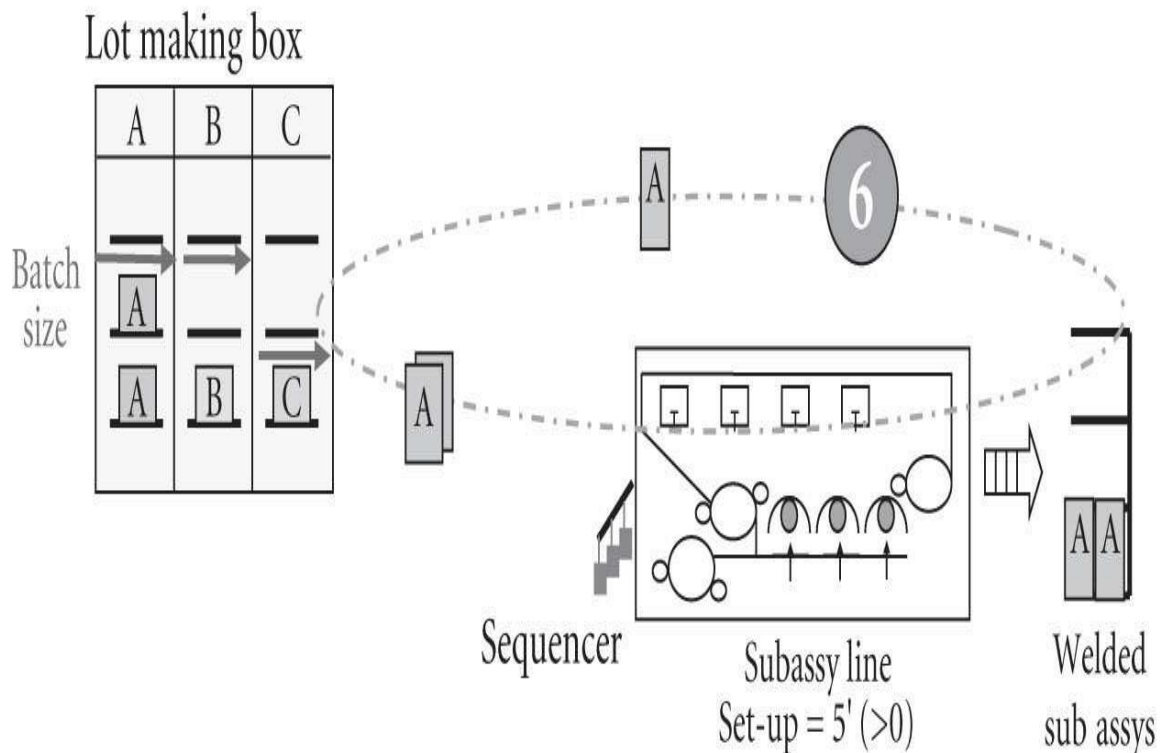 Lot making box
A B C
A
6
Batch
size
A
A
A B C
A A
Sequencer
Subassy line
Set-up = 5' (>0)
Welded
sub assys